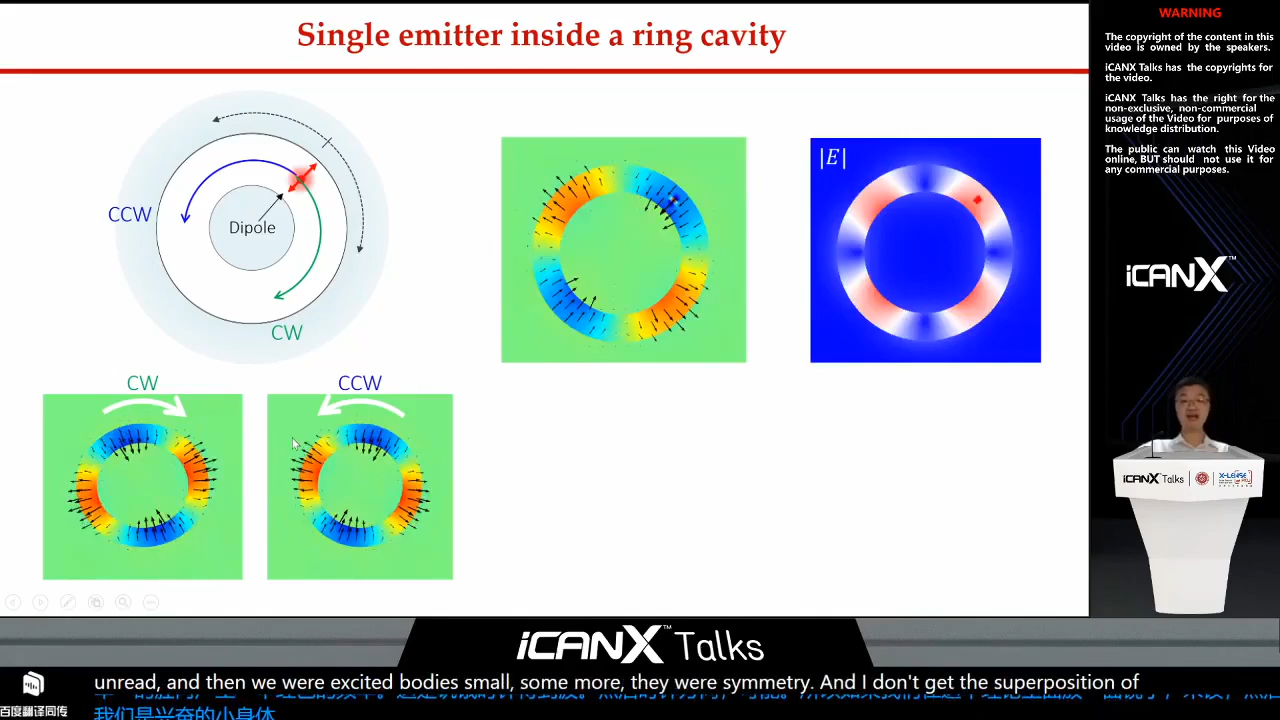 Single emitter inside a ring cavity
CCW
Dipole
CW
|E|
CW
CCW
WARNING
The copyright of the content in this
video is owned by the speakers.
iCANX Talks has the copyrights for
the video.
iCANX Talks has the right for the
non-exclusive, non-commercial
usage of the Video for purposes of
knowledge distribution.
The public can watch this Video
online, BUT should not use it for
any commercial purposes.
iCANX™
iCANX Talks
X-LENSE
iCANX™ Talks
unread, and then we were excited bodies small, some more, they were symmetry. And I don't get the superposition of
我们是兴奋的小身体
百度翻译同传